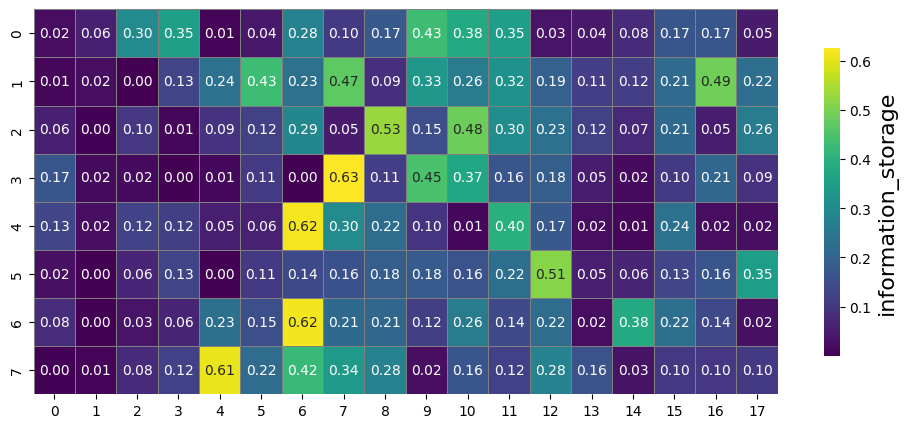 0 0.02 0.06 0.30 0.35 0.01 0.04 0.28 0.10 0.17 0.43 0.38 0.35 0.03 0.04 0.08 0.17 0.17 0.05
1 0.01 0.02 0.00 0.13 0.24 0.43 0.23 0.47 0.09 0.33 0.26 0.32 0.19 0.11 0.12 0.21 0.49 0.22
2 0.06 0.00 0.10 0.01 0.09 0.12 0.29 0.05 0.53 0.15 0.48 0.30 0.23 0.12 0.07 0.21 0.05 0.26
3 0.17 0.02 0.02 0.00 0.01 0.11 0.00 0.63 0.11 0.45 0.37 0.16 0.18 0.05 0.02 0.10 0.21 0.09
4 0.13 0.02 0.12 0.12 0.05 0.06 0.62 0.30 0.22 0.10 0.01 0.40 0.17 0.02 0.01 0.24 0.02 0.02
5 0.02 0.00 0.06 0.13 0.00 0.11 0.14 0.16 0.18 0.18 0.16 0.22 0.51 0.05 0.06 0.13 0.16 0.35
6 0.08 0.00 0.03 0.06 0.23 0.15 0.62 0.21 0.21 0.12 0.26 0.14 0.22 0.02 0.38 0.22 0.14 0.02
7 0.00 0.01 0.08 0.12 0.61 0.22 0.42 0.34 0.28 0.02 0.16 0.12 0.28 0.16 0.03 0.10 0.10 0.10
0 1 2 3 4 5 6 7 8 9 10 11 12 13 14 15 16 17
0.6
0.5
0.4
0.3
0.2
0.1
information_storage